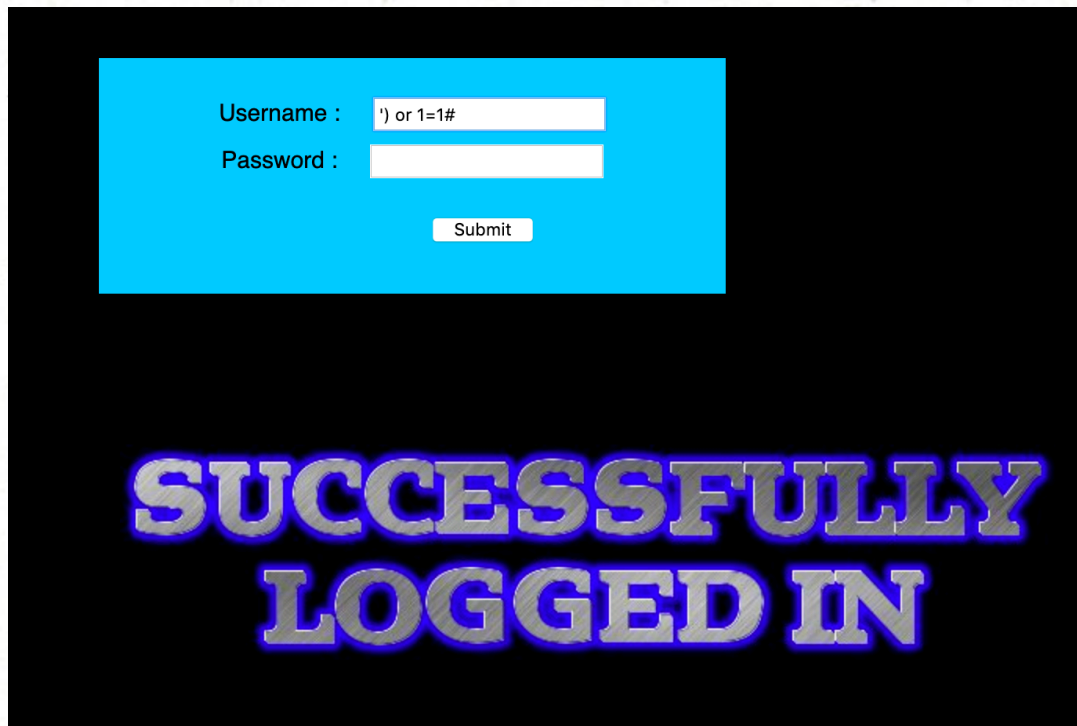 Username : ') or 1=1#
Password :
Submit
SUCCESSFULLY
LOGGED IN